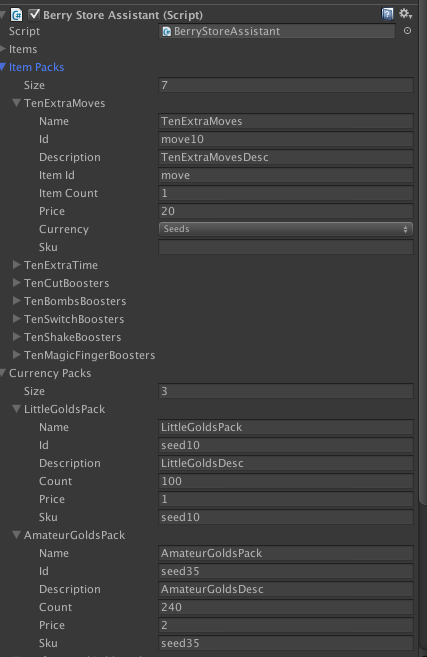 Berry Store Assistant (Script)
Script BerryStoreAssistant
Items
Item Packs
Size 7
TenExtraMoves
Name TenExtraMoves
Id move10
Description TenExtraMovesDesc
Item Id move
Item Count 1
Price 20
Currency Seeds
Sku
TenExtraTime
TenCutBoosters
TenBombsBoosters
TenSwitchBoosters
TenShakeBoosters
TenMagicFingerBoosters
Currency Packs
Size 3
LittleGoldsPack
Name LittleGoldsPack
Id seed10
Description LittleGoldsDesc
Count 100
Price 1
Sku seed10
AmateurGoldsPack
Name AmateurGoldsPack
Id seed35
Description AmateurGoldsDesc
Count 240
Price 2
Sku seed35